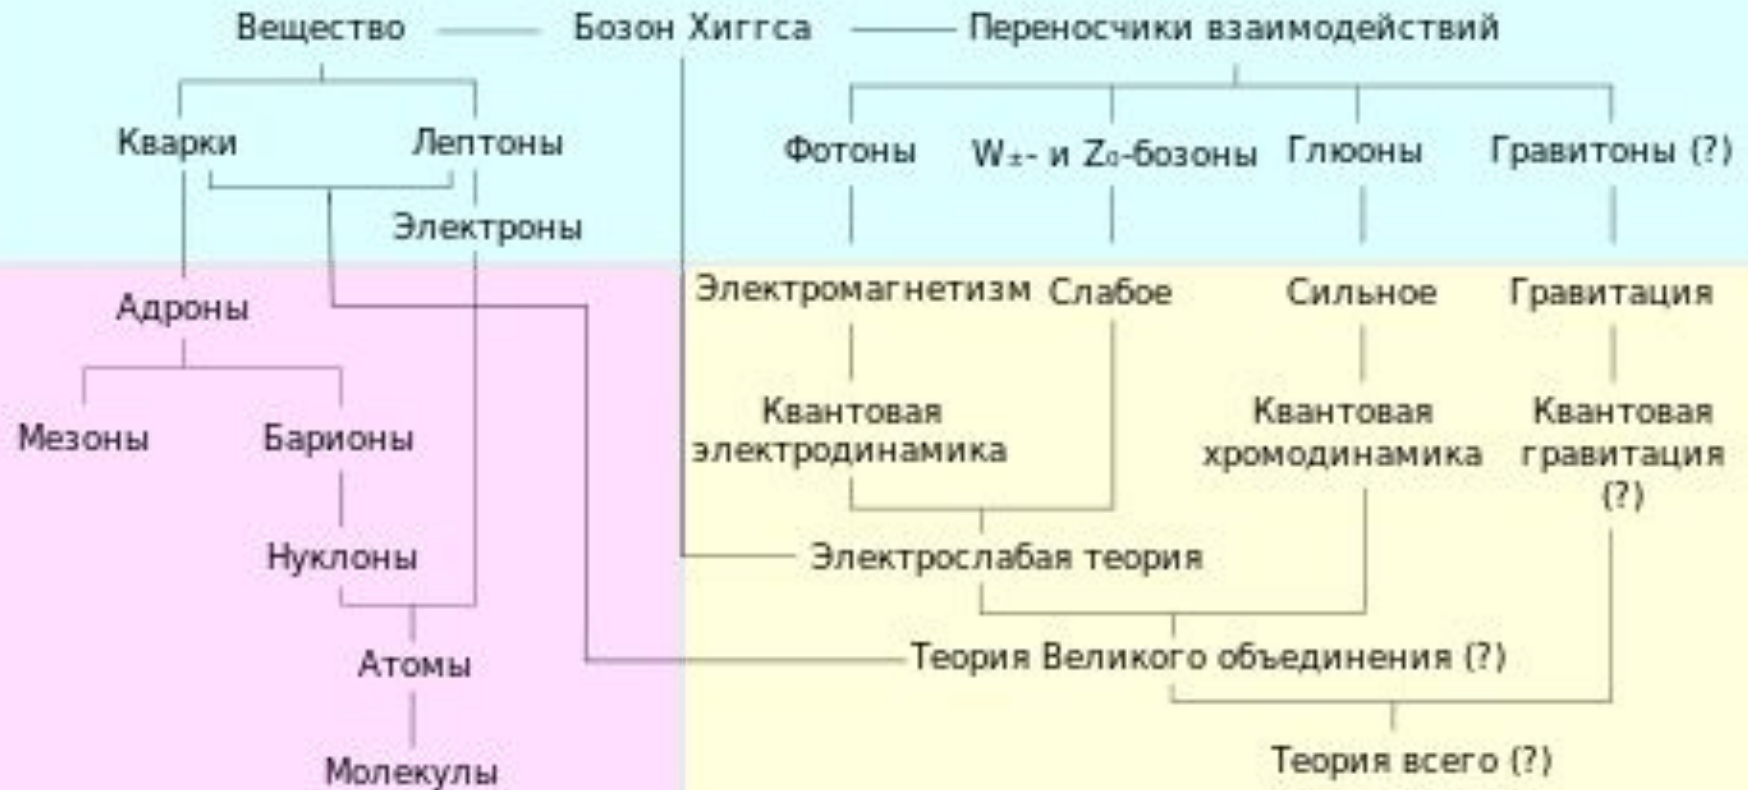 Вещество
Бозон Хиггса
Переносчики взаимодействий
Кварки
Лептоны
Фотоны
W±- и Z0-бозоны
Глюоны
Гравитоны (?)
Электроны
Адроны
Электромагнетизм
Слабое
Сильное
Гравитация
Мезоны
Барионы
Квантовая
электродинамика
Квантовая
хромодинамика
Квантовая
гравитация
(?)
Нуклоны
Электрослабая теория
Атомы
Теория Великого объединения (?)
Молекулы
Теория всего (?)